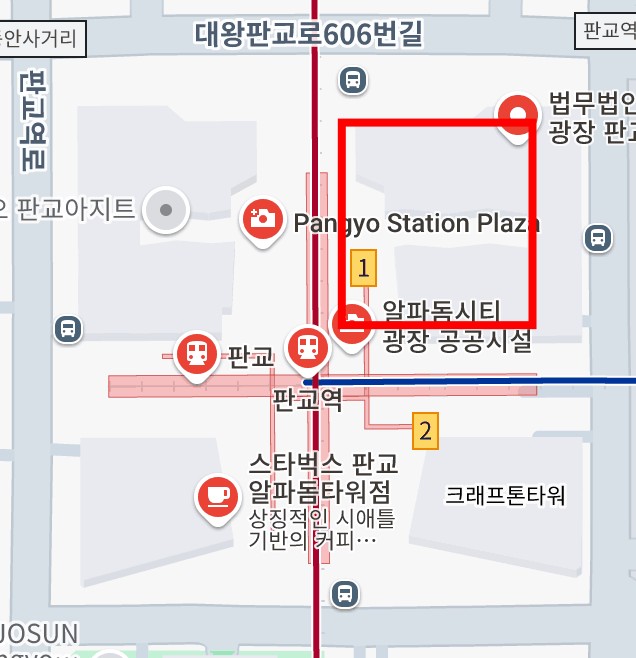 대왕판교로606번길
동안사거리
판교역
판교역로
법무법인
광장 판교
오 판교아지트
Pangyo Station Plaza
1
알파돔시티
광장 공공시설
판교
판교역
2
스타벅스 판교
알파돔타워점
상징적인 시애틀
기반의 커피…
크래프톤타워
JOSUN